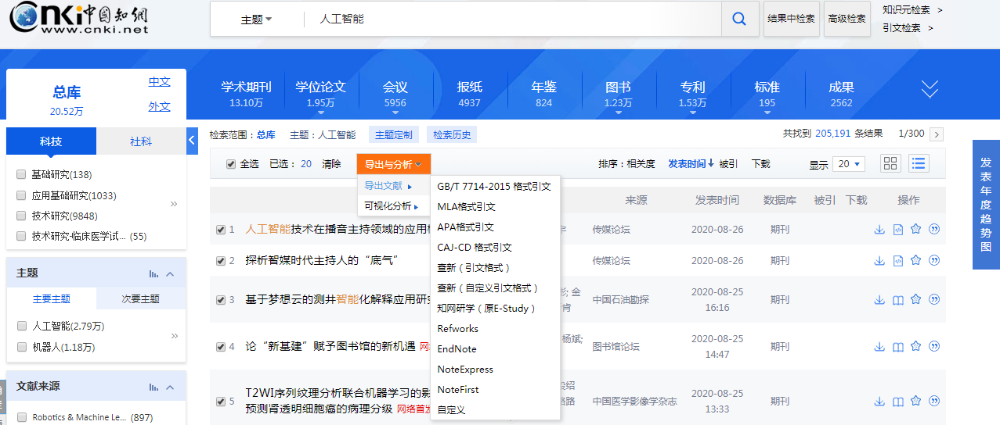 Cnki中国知网
www.cnki.net
主题
人工智能
结果中检索
高级检索
知识元检索 >
引文检索 >
总库
20.52万
中文
外文
学术期刊
13.10万
学位论文
1.95万
会议
5956
报纸
4937
年鉴
824
图书
1.23万
专利
1.53万
标准
195
成果
2562
科技
社科
基础研究(138)
应用基础研究(1033)
技术研究(9848)
技术研究-临床医学试... (55)
»
主题
主要主题
次要主题
人工智能(2.79万)
机器人(1.18万)
»
文献来源
Robotics & Machine Le... (897)
检索范围：总库 主题：人工智能 主题定制 检索历史
共找到 205,191 条结果 1/300 >
全选 已选： 20 清除 导出与分析
排序：相关度 发表时间↓ 被引 下载 显示 20
导出文献
可视化分析
GB/T 7714-2015 格式引文
MLA格式引文
APA格式引文
CAJ-CD 格式引文
查新（引文格式）
查新（自定义引文格式）
知网研学（原E-Study）
Refworks
EndNote
NoteExpress
NoteFirst
自定义
来源 发表时间 数据库 被引 下载 操作
1 人工智能技术在播音主持领域的应用 传媒论坛 2020-08-26 期刊
2 探析智媒时代主持人的“底气” 传媒论坛 2020-08-26 期刊
3 基于梦想云的测井智能化解释应用研 彭; 金 中国石油勘探 2020-08-25
16:16 期刊
4 论“新基建”赋予图书馆的新机遇 网 杨斌; 图书馆论坛 2020-08-25
14:47 期刊
5 T2WI序列纹理分析联合机器学习的影
预测肾透明细胞癌的病理分级 网络首发 中国医学影像学杂志 2020-08-25
13:33 期刊
发表年度趋势图